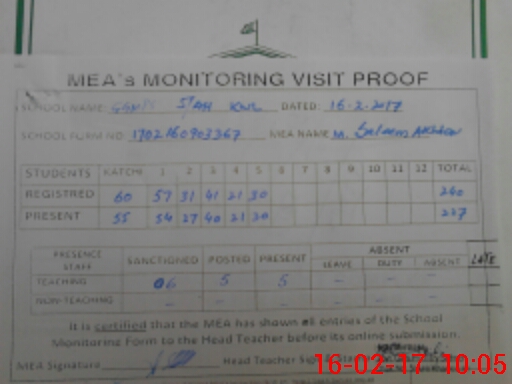 MEA's MONITORING VISIT PROOF
SCHOOL NAME: DATED: 16-2-2017
SCHOOL FORM NO: 1702160903367 MEA NAME M. Saleem
STUDENTS KATCHI 1 2 3 4 5 6 7 8 9 10 11 12 TOTAL
REGISTRED 60 57 31 41 21 30 240
PRESENT 55 54 27 40 21 30 227
PRESENCE STAFF SANCTIONED POSTED PRESENT ABSENT LATE
LEAVE DUTY ABSENT
TEACHING 06 5 5 - - -
NON-TEACHING - - - - - -
It is certified that the MEA has shown all entries of the School
Monitoring Form to the Head Teacher before its online submission.
MEA Signature Head Teacher
16-02-17 10:05